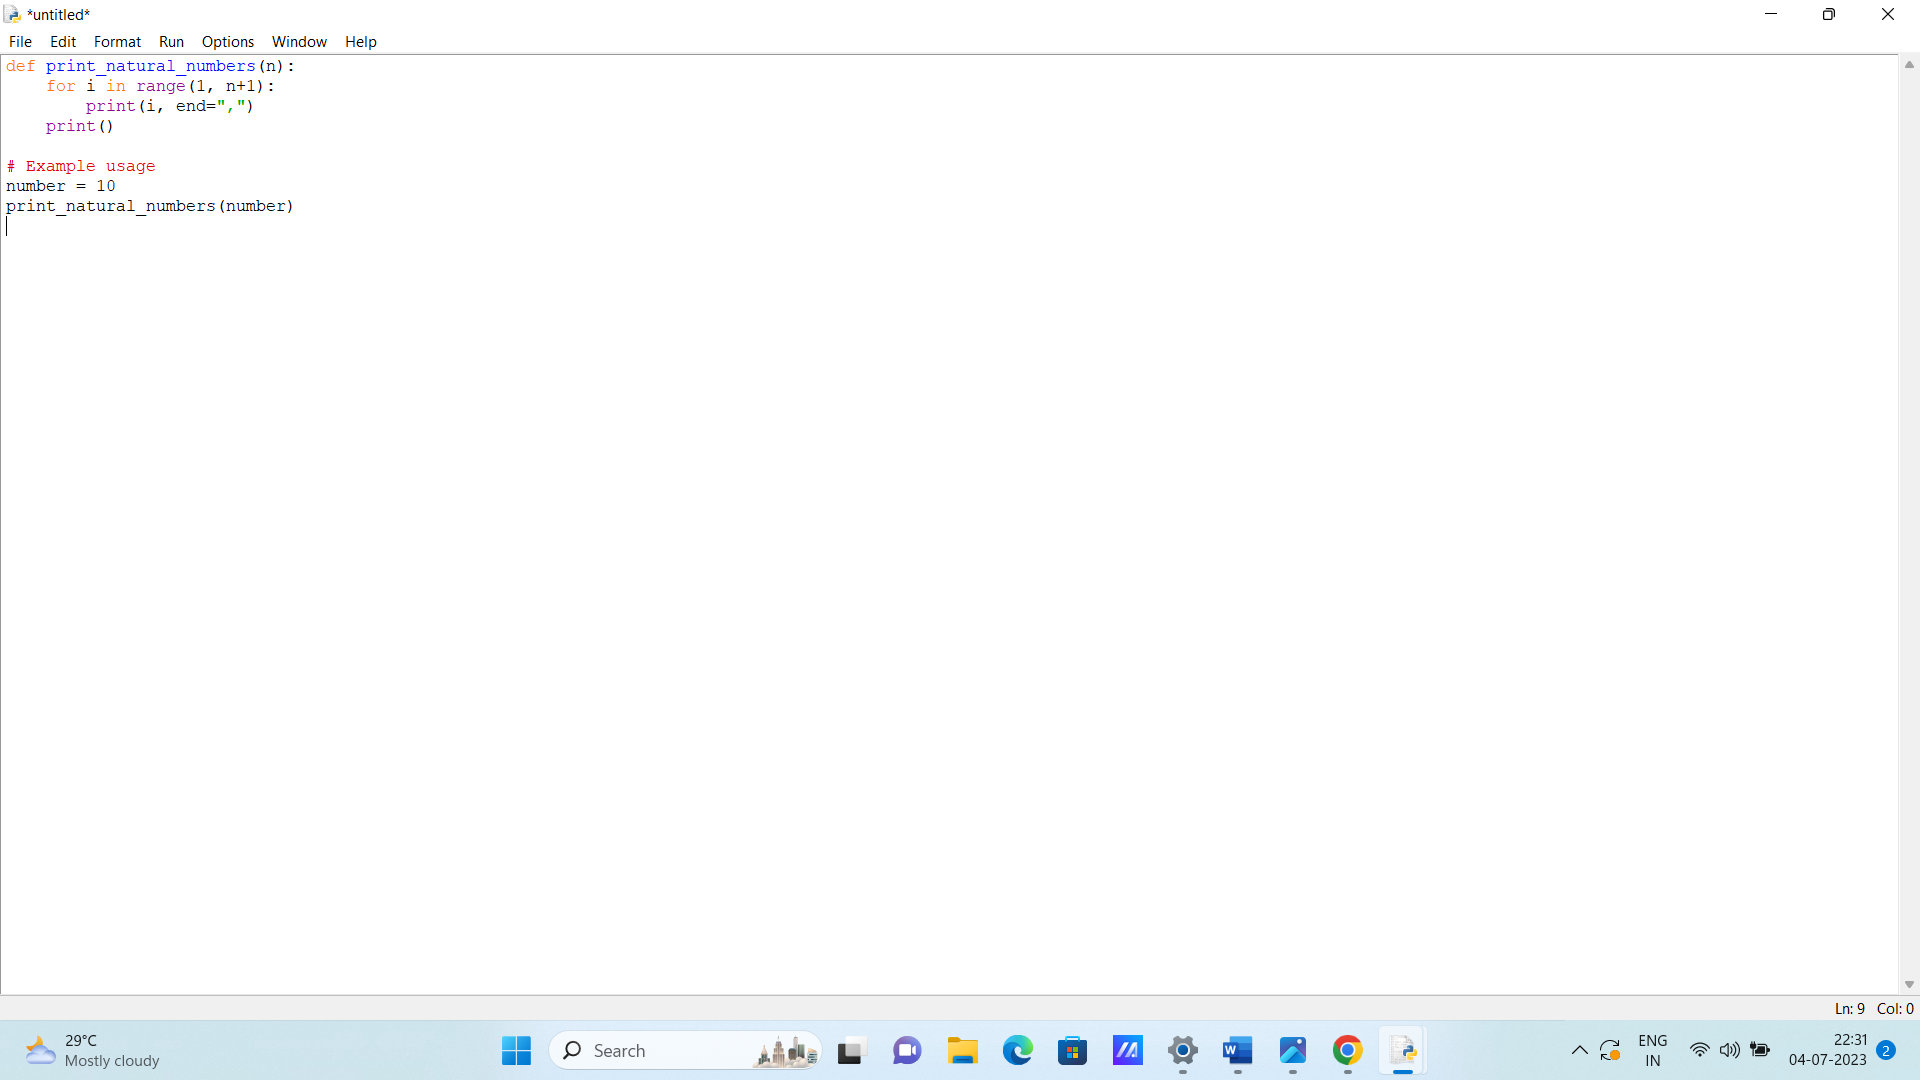 *untitled*
File Edit Format Run Options Window Help
def print_natural_numbers(n):
    for i in range(1, n+1):
        print(i, end=",")
    print()

# Example usage
number = 10
print_natural_numbers(number)
Ln: 9 Col: 0
29°C
Mostly cloudy
Search
W
ENG
IN
22:31
04-07-2023
2